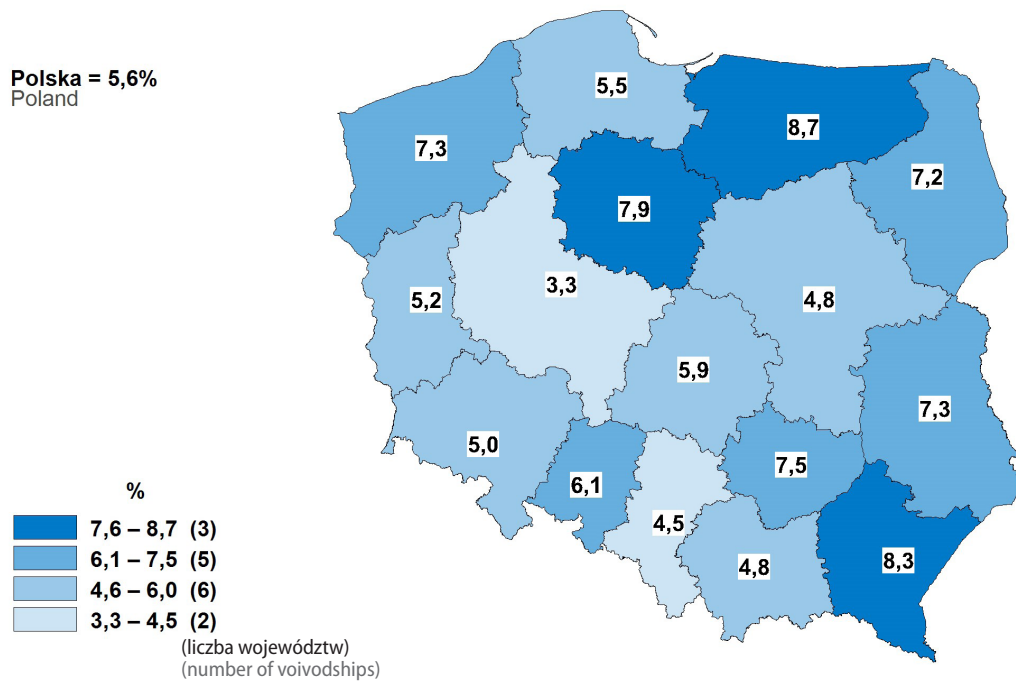 Polska = 5,6%
Poland
5,5
8,7
7,3
7,2
7,9
3,3
5,2
4,8
5,9
7,3
5,0
7,5
6,1
4,5
4,8
8,3
%
7,6 – 8,7 (3)
6,1 – 7,5 (5)
4,6 – 6,0 (6)
3,3 – 4,5 (2)
(liczba województw)
(number of voivodships)